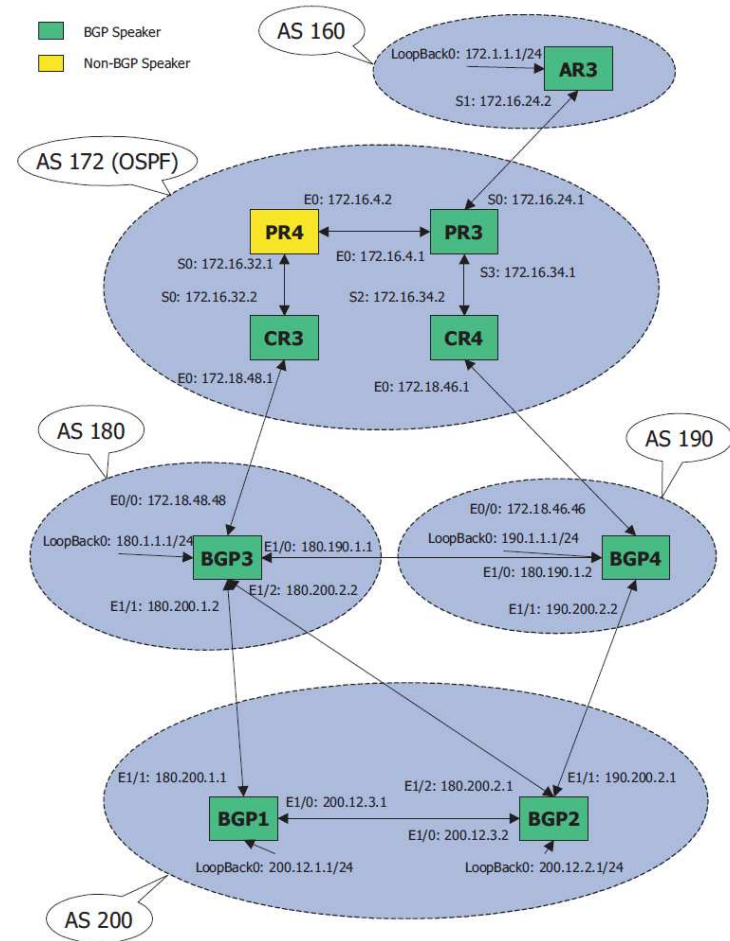 BGP Speaker
Non-BGP Speaker
AS 160
LoopBack0: 172.1.1.1/24
AR3
S1: 172.16.24.2
AS 172 (OSPF)
E0: 172.16.4.2
S0: 172.16.24.1
PR4
PR3
S0: 172.16.32.1
E0: 172.16.4.1
S3: 172.16.34.1
S0: 172.16.32.2
S2: 172.16.34.2
CR3
CR4
E0: 172.18.48.1
E0: 172.18.46.1
AS 180
AS 190
E0/0: 172.18.48.48
E0/0: 172.18.46.46
LoopBack0: 180.1.1.1/24
LoopBack0: 190.1.1.1/24
BGP3
E1/0: 180.190.1.1
BGP4
E1/0: 180.190.1.2
E1/2: 180.200.2.2
E1/1: 180.200.1.2
E1/1: 190.200.2.2
E1/1: 180.200.1.1
E1/2: 180.200.2.1
E1/1: 190.200.2.1
BGP1
E1/0: 200.12.3.1
BGP2
E1/0: 200.12.3.2
LoopBack0: 200.12.1.1/24
LoopBack0: 200.12.2.1/24
AS 200